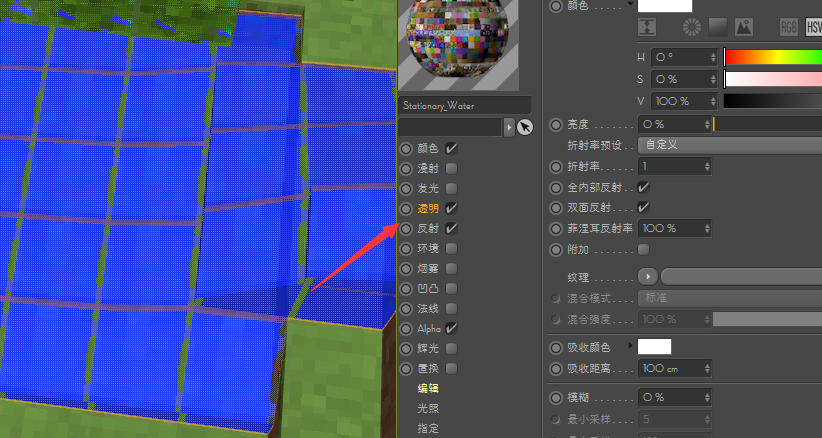 颜色
RGB HSV
H 0 °
S 0 %
V 100 %
Stationary_Water
亮度 0 %
折射率预设 自定义
颜色
折射率 1
漫射
全内部反射
发光
双面反射
透明
菲涅耳反射率 100 %
反射
附加
环境
烟雾
纹理
凹凸
混合模式 标准
法线
混合强度 100 %
Alpha
辉光
吸收颜色
置换
吸收距离 100 cm
编辑
模糊 0 %
光照
最小采样 5
指定